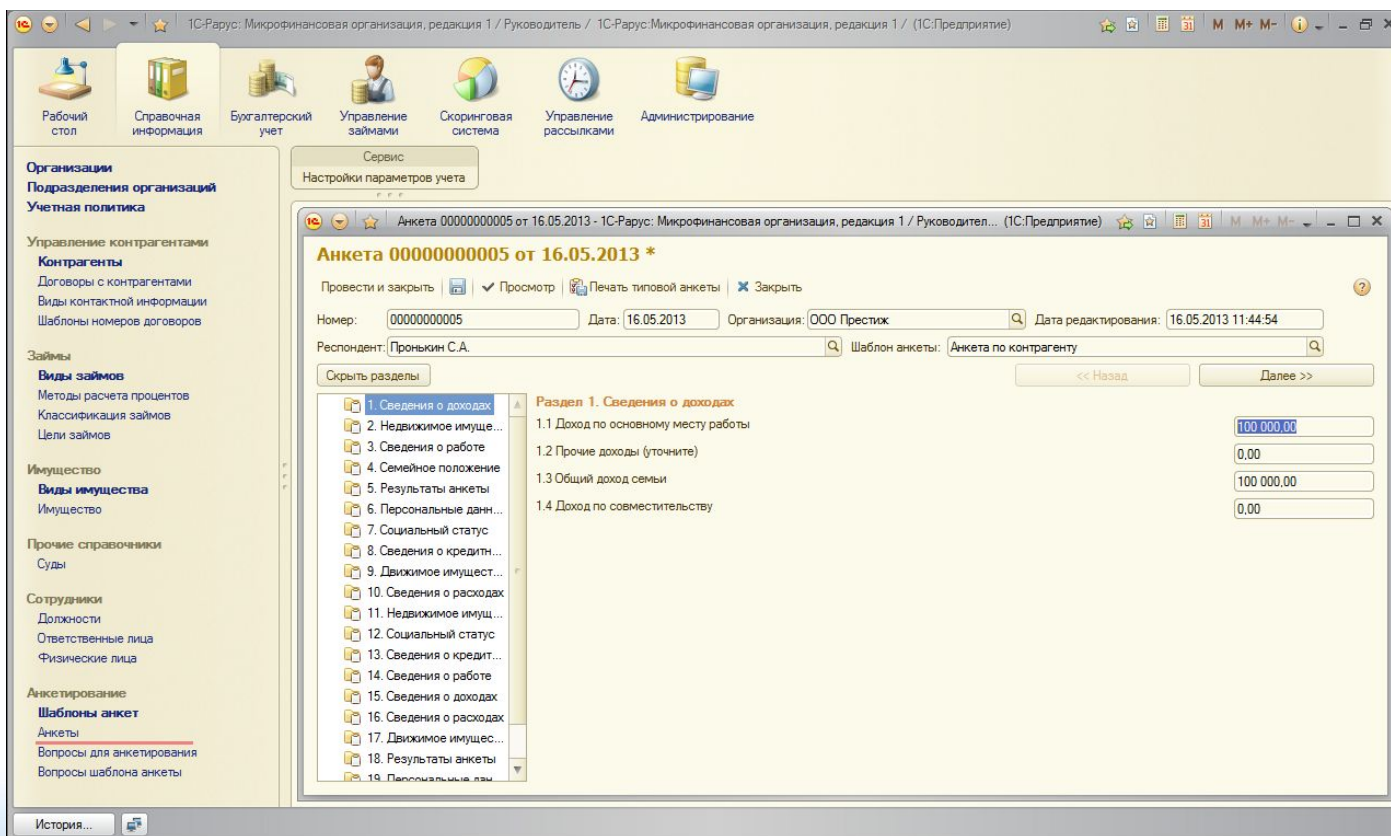 1С-Рарус: Микрофинансовая организация, редакция 1 / Руководитель / 1С-Рарус:Микрофинансовая организация, редакция 1 / (1С:Предприятие)
M M+ M-
Рабочий стол
Справочная информация
Бухгалтерский учет
Управление займами
Скоринговая система
Управление рассылками
Администрирование
Организации
Подразделения организаций
Учетная политика
Управление контрагентами
Контрагенты
Договоры с контрагентами
Виды контактной информации
Шаблоны номеров договоров
Займы
Виды займов
Методы расчета процентов
Классификация займов
Цели займов
Имущество
Виды имущества
Имущество
Прочие справочники
Суды
Сотрудники
Должности
Ответственные лица
Физические лица
Анкетирование
Шаблоны анкет
Анкеты
Вопросы для анкетирования
Вопросы шаблона анкеты
Сервис
Настройки параметров учета
Анкета 00000000005 от 16.05.2013 - 1С-Рарус: Микрофинансовая организация, редакция 1 / Руководител... (1С:Предприятие)
M M+ M-
Анкета 00000000005 от 16.05.2013 *
Провести и закрыть Просмотр Печать типовой анкеты Закрыть
Номер: 00000000005 Дата: 16.05.2013 Организация: ООО Престиж Дата редактирования: 16.05.2013 11:44:54
Респондент: Пронькин С.А. Шаблон анкеты: Анкета по контрагенту
Скрыть разделы << Назад Далее >>
1. Сведения о доходах
2. Недвижимое имуще...
3. Сведения о работе
4. Семейное положение
5. Результаты анкеты
6. Персональные данн...
7. Социальный статус
8. Сведения о кредитн...
9. Движимое имущест...
10. Сведения о расходах
11. Недвижимое имущ...
12. Социальный статус
13. Сведения о кредит...
14. Сведения о работе
15. Сведения о доходах
16. Сведения о расходах
17. Движимое имущес...
18. Результаты анкеты
19. Персональные дан...
Раздел 1. Сведения о доходах
1.1 Доход по основному месту работы 100 000,00
1.2 Прочие доходы (уточните) 0,00
1.3 Общий доход семьи 100 000,00
1.4 Доход по совместительству 0,00
История...